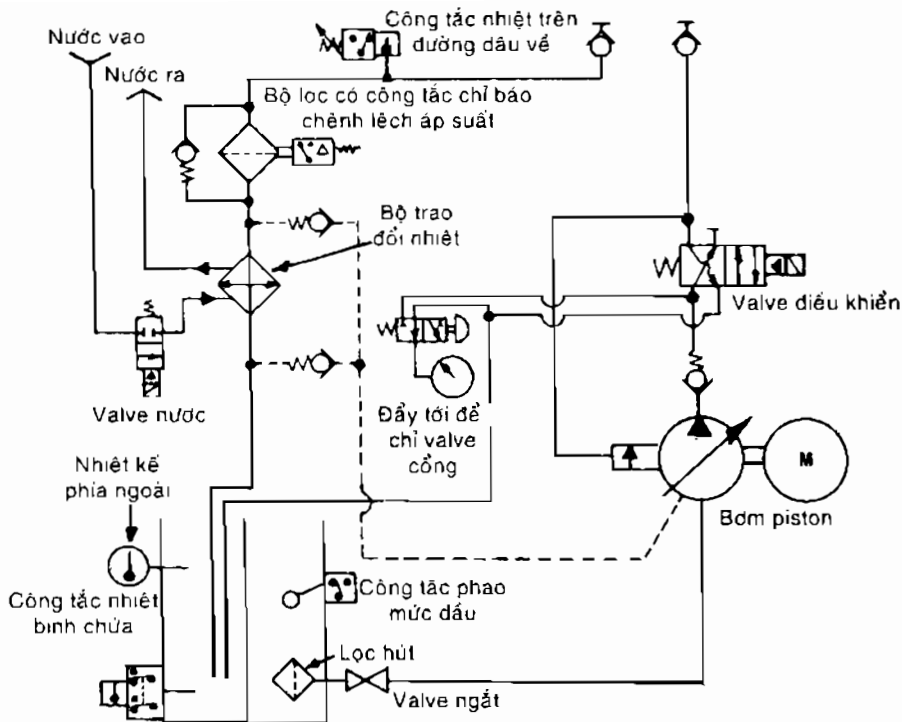 Công tắc nhiệt trên
đường dầu về
Nước vào
Nước ra
Bộ lọc có công tắc chỉ báo
chênh lệch áp suất
Bộ trao
đổi nhiệt
Valve điều khiển
Valve nước
Đẩy tới để
chỉ valve
cổng
M
Bơm piston
Nhiệt kế
phía ngoài
Công tắc nhiệt
bình chứa
Công tắc phao
mức dầu
Lọc hút
Valve ngắt